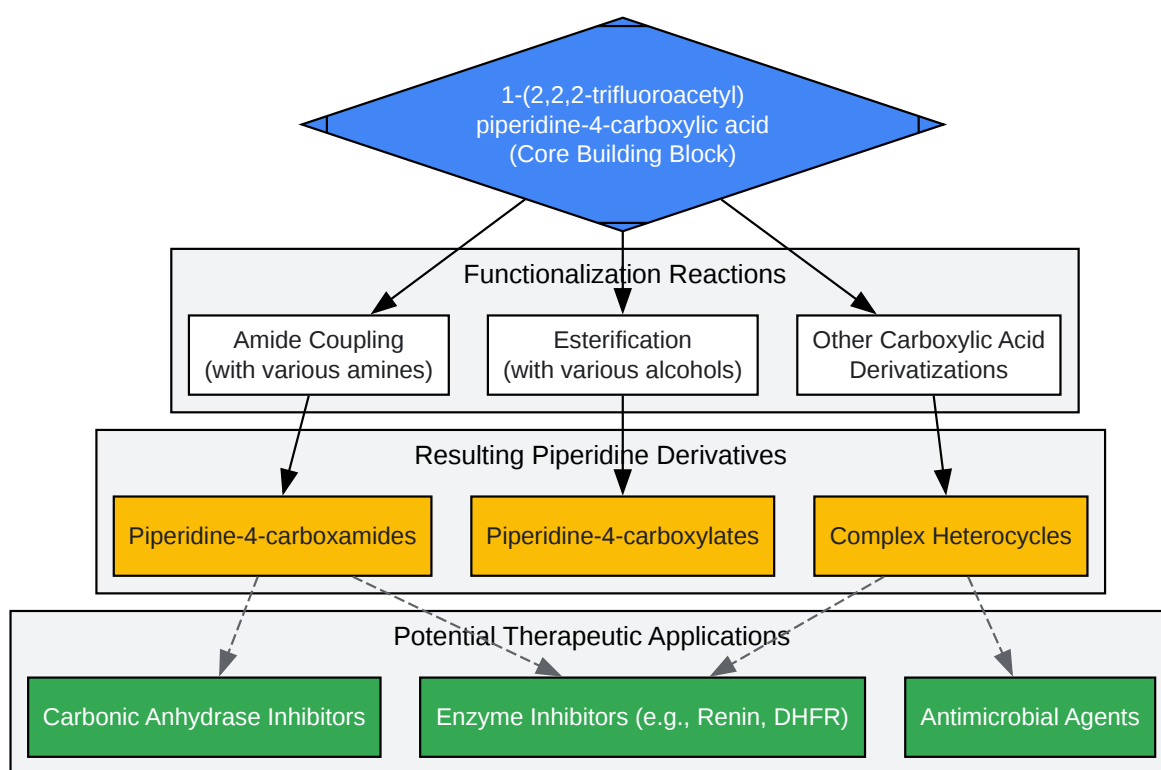 1-(2,2,2-trifluoroacetyl)
piperidine-4-carboxylic acid
(Core Building Block)
Functionalization Reactions
Amide Coupling
(with various amines)
Esterification
(with various alcohols)
Other Carboxylic Acid
Derivatizations
Resulting Piperidine Derivatives
Piperidine-4-carboxamides
Piperidine-4-carboxylates
Complex Heterocycles
Potential Therapeutic Applications
Carbonic Anhydrase Inhibitors
Enzyme Inhibitors (e.g., Renin, DHFR)
Antimicrobial Agents